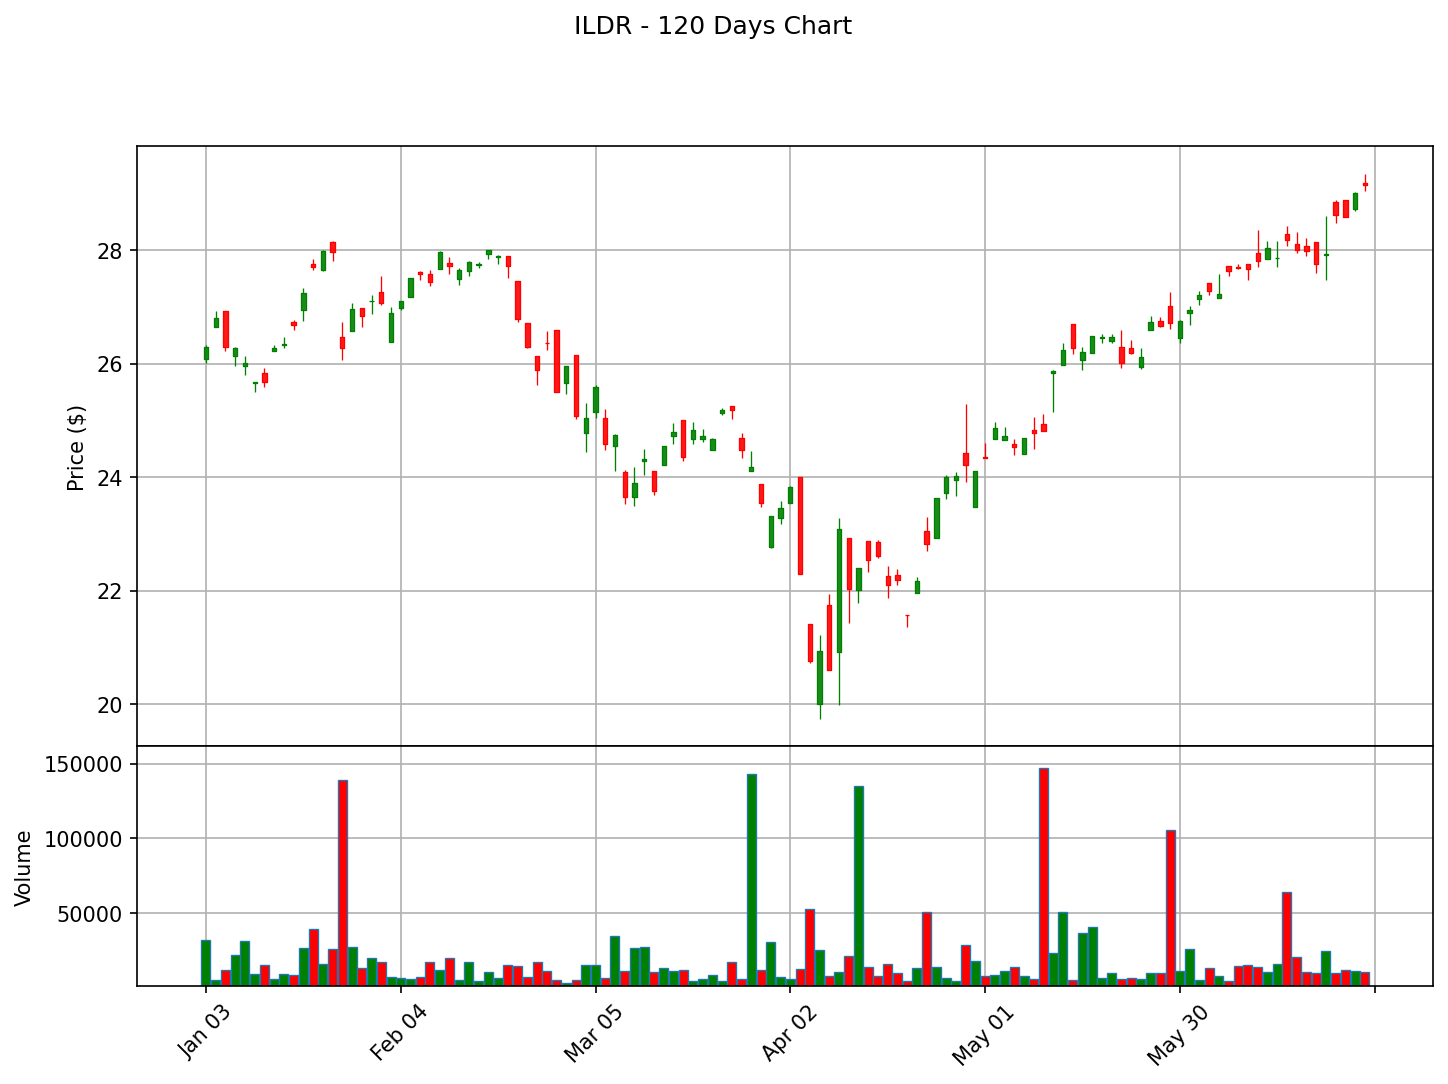 ILDR - 120 Days Chart
Price ($)
28
26
24
22
20
Volume
150000
100000
50000
Jan 03
Feb 04
Mar 05
Apr 02
May 01
May 30